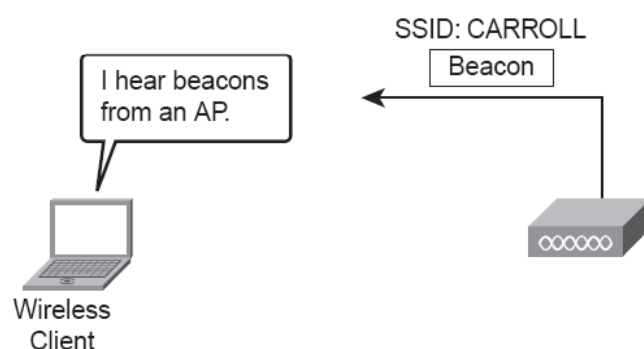 SSID: CARROLL
Beacon
I hear beacons
from an AP.
Wireless
Client